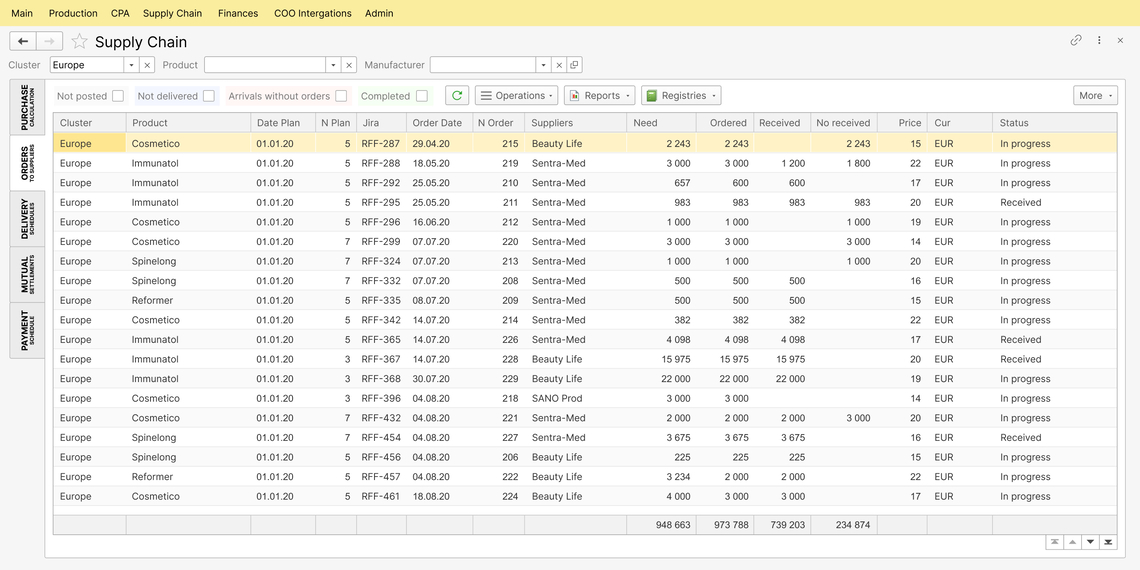 Main Production CPA Supply Chain Finances COO Intergations Admin
Supply Chain
Cluster Europe Product Manufacturer
Not posted Not delivered Arrivals without orders Completed Operations Reports Registries More
PURCHASE
CALCULATION
ORDERS
TO SUPPLIERS
DELIVERY
SCHEDULES
MUTUAL
SETTLEMENTS
PAYMENT
SCHEDULE
Cluster Product Date Plan N Plan Jira Order Date N Order Suppliers Need Ordered Received No received Price Cur Status
Europe Cosmetico 01.01.20 5 RFF-287 29.04.20 215 Beauty Life 2 243 2 243 2 243 15 EUR In progress
Europe Immunatol 01.01.20 5 RFF-288 18.05.20 219 Sentra-Med 3 000 3 000 1 200 1 800 22 EUR In progress
Europe Immunatol 01.01.20 5 RFF-292 25.05.20 210 Sentra-Med 657 600 600 17 EUR In progress
Europe Immunatol 01.01.20 5 RFF-295 25.05.20 211 Sentra-Med 983 983 983 983 20 EUR Received
Europe Cosmetico 01.01.20 5 RFF-296 16.06.20 212 Sentra-Med 1 000 1 000 1 000 19 EUR In progress
Europe Cosmetico 01.01.20 7 RFF-299 07.07.20 220 Sentra-Med 3 000 3 000 3 000 14 EUR In progress
Europe Spinelong 01.01.20 7 RFF-324 07.07.20 213 Sentra-Med 1 000 1 000 1 000 20 EUR In progress
Europe Spinelong 01.01.20 7 RFF-332 07.07.20 208 Sentra-Med 500 500 500 16 EUR In progress
Europe Reformer 01.01.20 5 RFF-335 08.07.20 209 Sentra-Med 500 500 500 15 EUR In progress
Europe Cosmetico 01.01.20 5 RFF-342 14.07.20 214 Sentra-Med 382 382 382 22 EUR In progress
Europe Immunatol 01.01.20 5 RFF-365 14.07.20 226 Sentra-Med 4 098 4 098 4 098 17 EUR Received
Europe Immunatol 01.01.20 3 RFF-367 14.07.20 228 Beauty Life 15 975 15 975 15 975 20 EUR Received
Europe Immunatol 01.01.20 3 RFF-368 30.07.20 229 Beauty Life 22 000 22 000 22 000 19 EUR In progress
Europe Cosmetico 01.01.20 3 RFF-396 04.08.20 218 SANO Prod 3 000 3 000 14 EUR In progress
Europe Cosmetico 01.01.20 7 RFF-432 04.08.20 221 Sentra-Med 2 000 2 000 2 000 3 000 20 EUR In progress
Europe Spinelong 01.01.20 7 RFF-454 04.08.20 227 Sentra-Med 3 675 3 675 3 675 16 EUR Received
Europe Spinelong 01.01.20 5 RFF-456 04.08.20 206 Beauty Life 225 225 225 15 EUR In progress
Europe Reformer 01.01.20 5 RFF-457 04.08.20 222 Beauty Life 3 234 2 000 2 000 22 EUR In progress
Europe Cosmetico 01.01.20 5 RFF-461 18.08.20 224 Beauty Life 4 000 3 000 3 000 17 EUR In progress
948 663 973 788 739 203 234 874